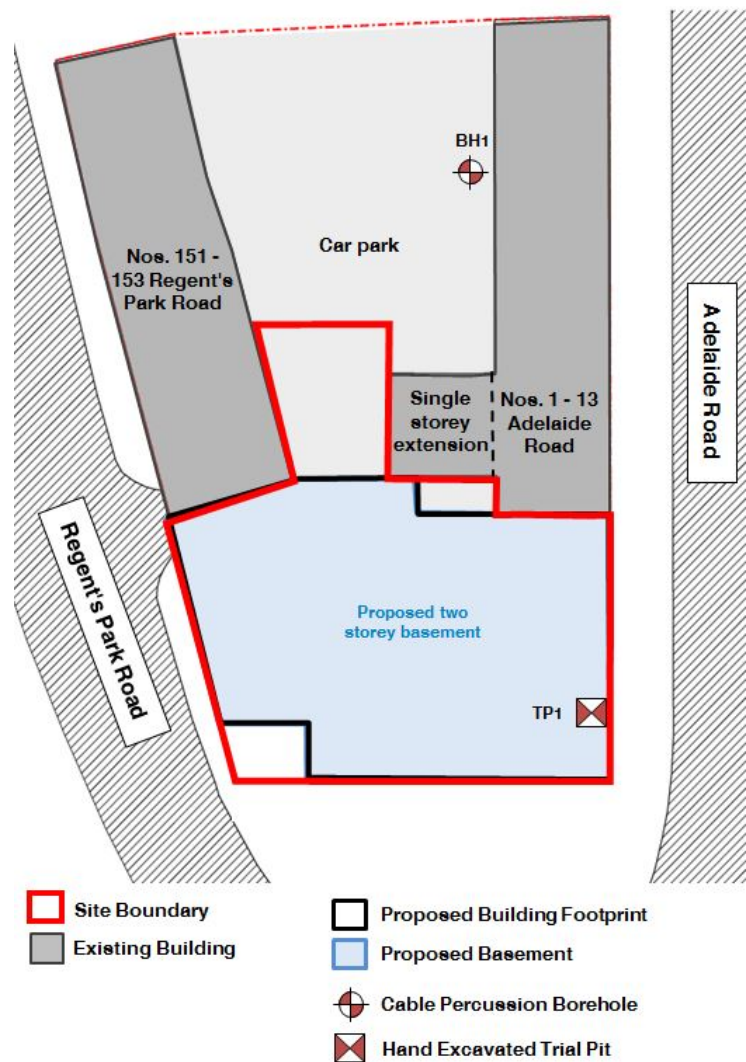 BH1
Car park
Nos. 151 -
153 Regent's
Park Road
Single
storey
extension
Nos. 1 - 13
Adelaide
Road
Adelaide Road
Regent's Park Road
Proposed two
storey basement
TP1
Site Boundary
Existing Building
Proposed Building Footprint
Proposed Basement
Cable Percussion Borehole
Hand Excavated Trial Pit